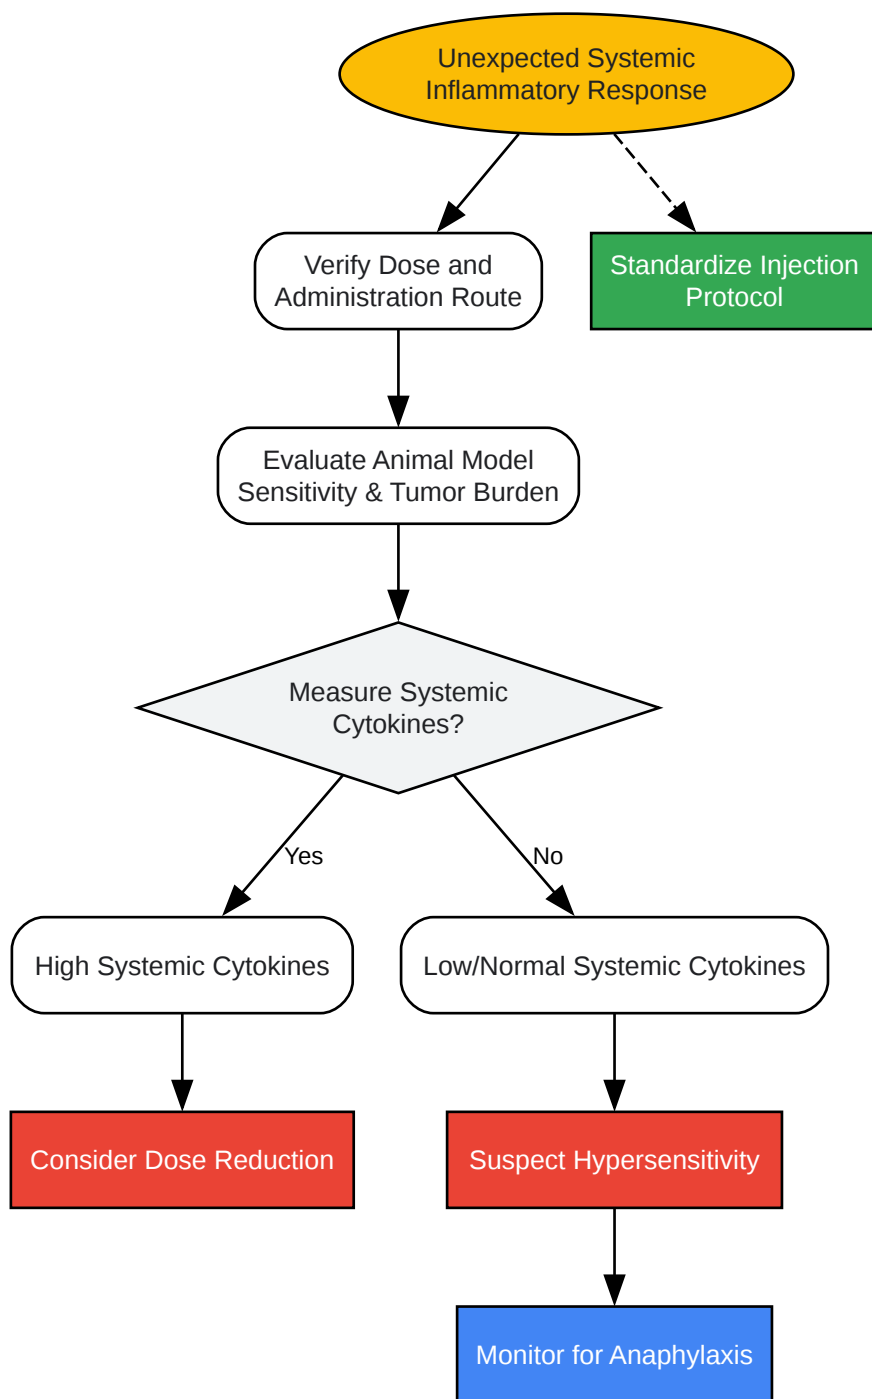 Unexpected Systemic
Inflammatory Response
Verify Dose and
Administration Route
Standardize Injection
Protocol
Evaluate Animal Model
Sensitivity & Tumor Burden
Measure Systemic
Cytokines?
Yes
No
High Systemic Cytokines
Low/Normal Systemic Cytokines
Consider Dose Reduction
Suspect Hypersensitivity
Monitor for Anaphylaxis